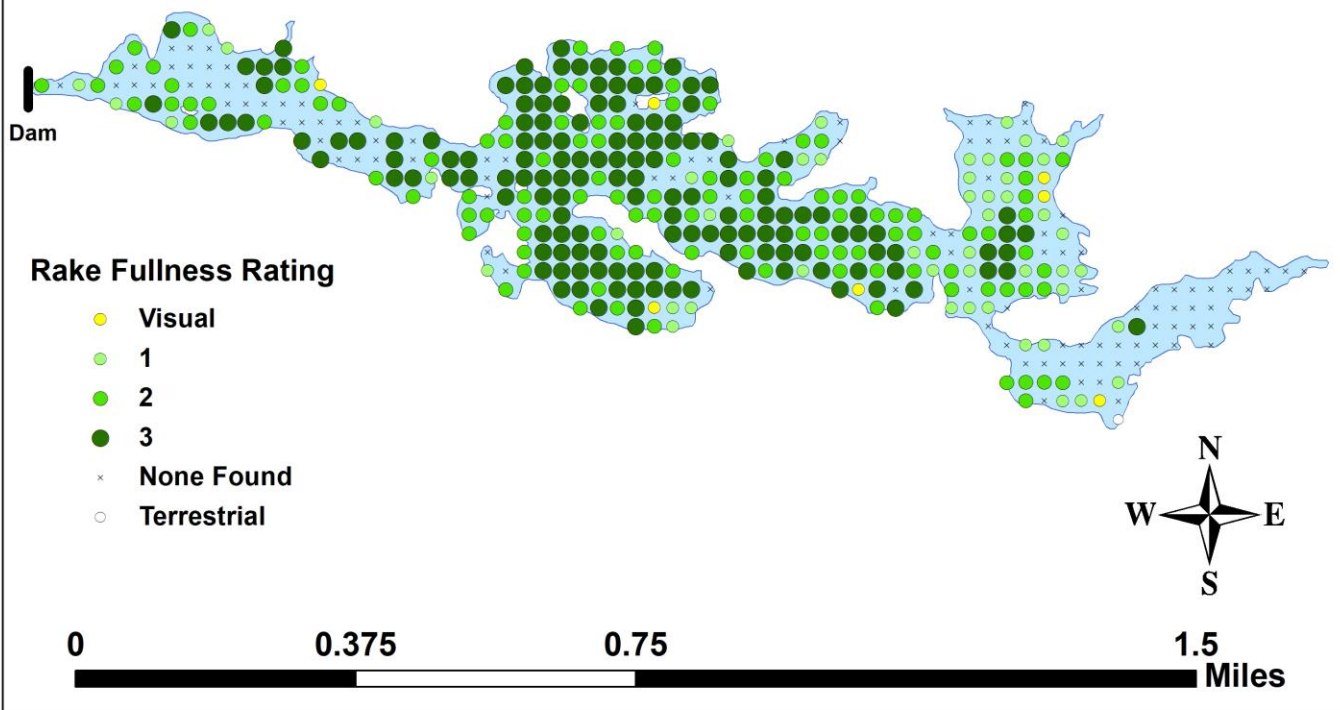 Dam
Rake Fullness Rating
Visual
1
2
3
None Found
Terrestrial
N
W E
S
0 0.375 0.75 1.5
Miles